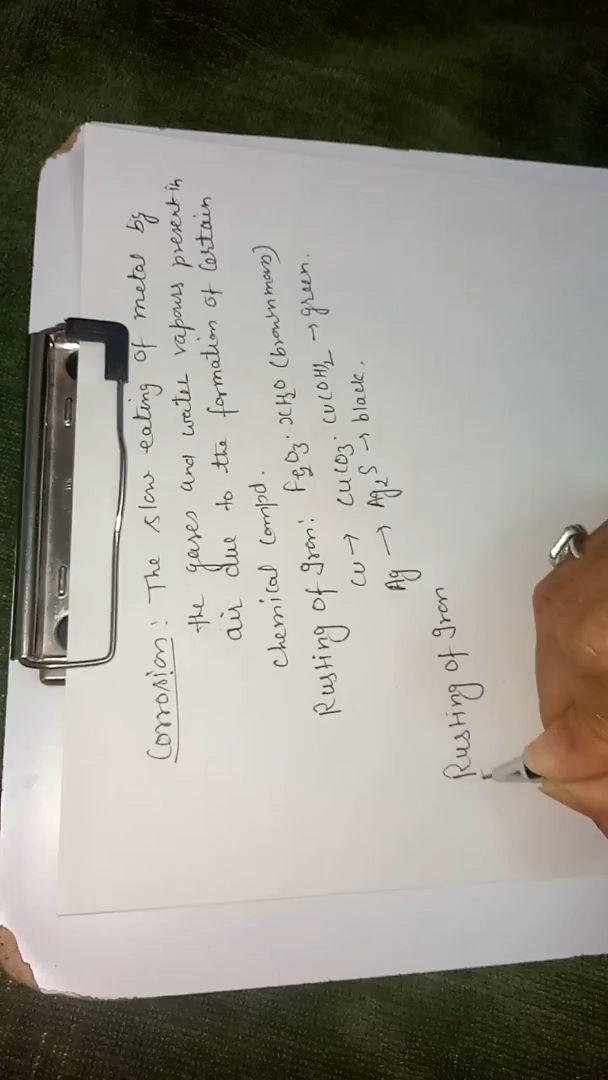 Corrosion: The slow eating of metal by
the gases and water vapours present in
air due to the formation of Certain
chemical compd.
Rusting of Iron: Fe2O3. xH2O (brown mass)
Cu → CuCO3. Cu(OH)2 → green.
Ag → Ag2S → black.
Rusting of Iron